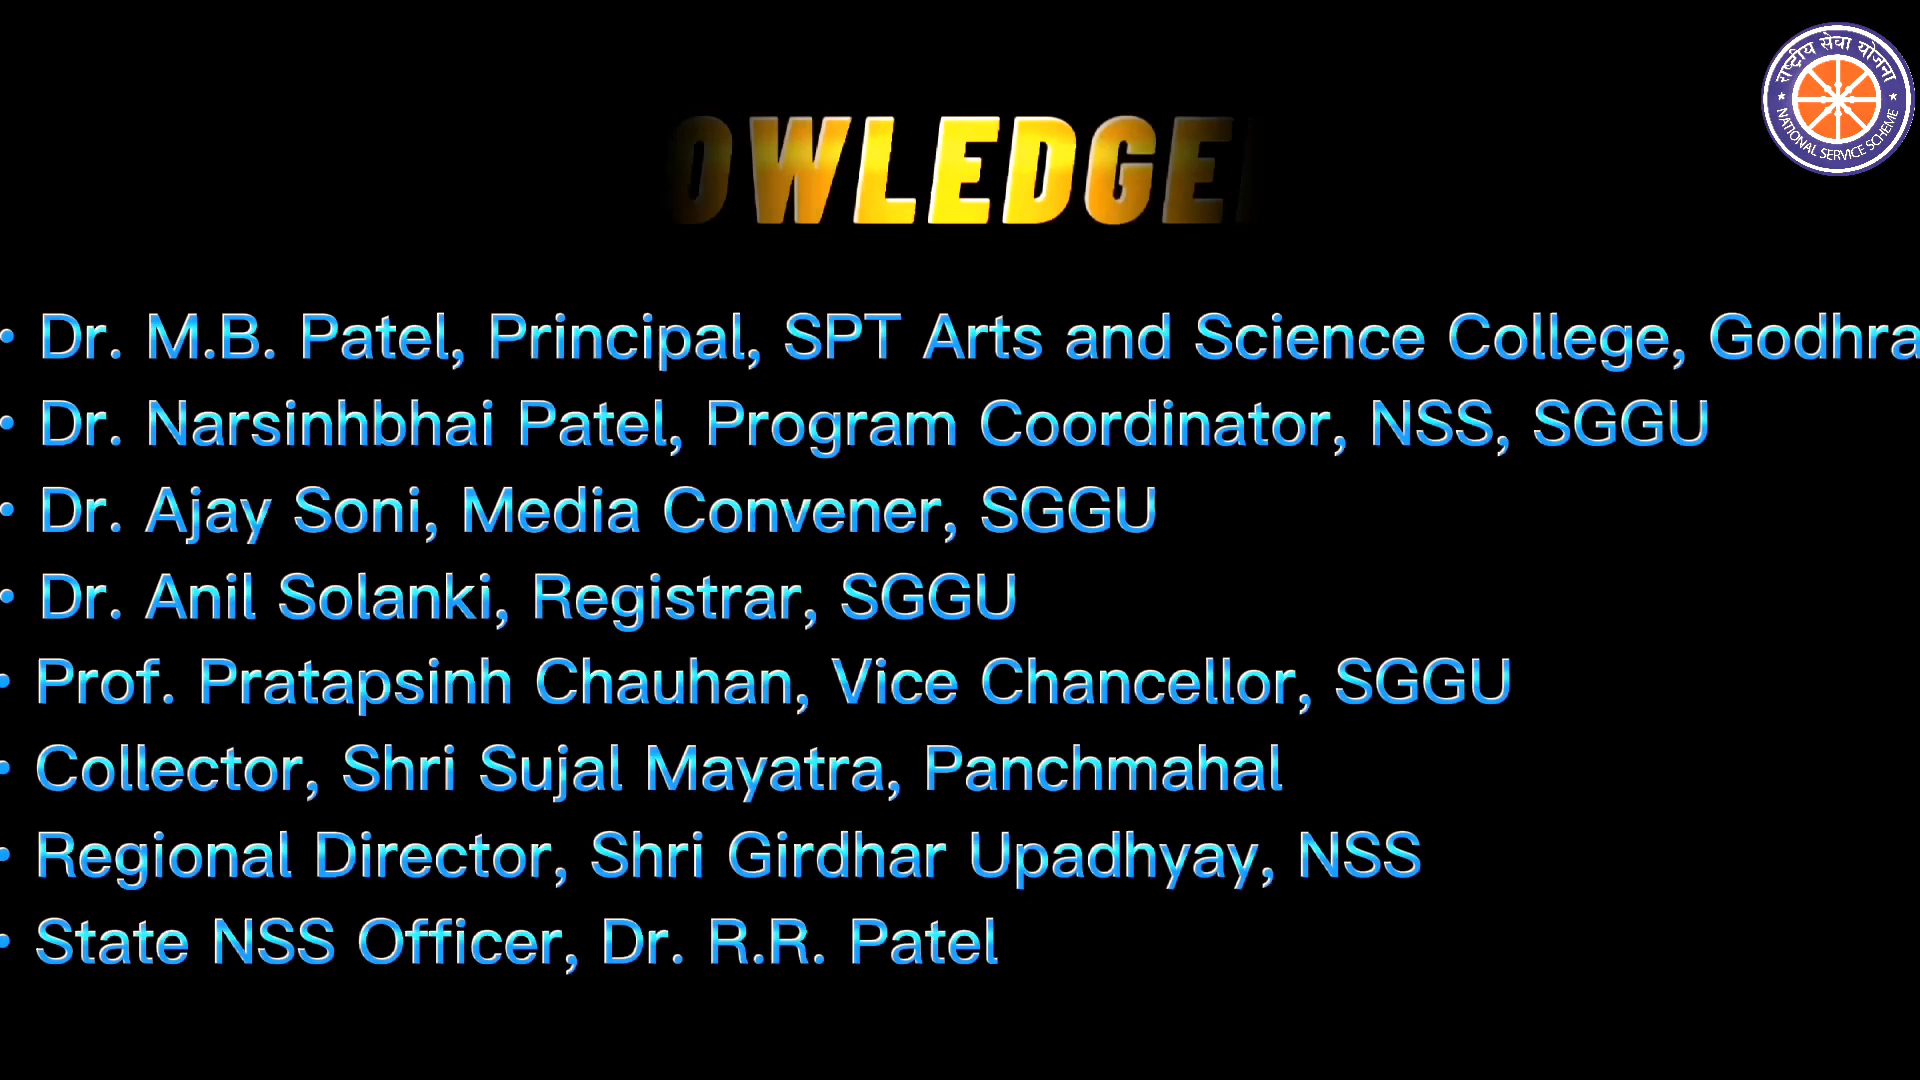 OWLEDGE
राष्ट्रीय सेवा योजना
NATIONAL SERVICE SCHEME
• Dr. M.B. Patel, Principal, SPT Arts and Science College, Godhra
• Dr. Narsinhbhai Patel, Program Coordinator, NSS, SGGU
• Dr. Ajay Soni, Media Convener, SGGU
• Dr. Anil Solanki, Registrar, SGGU
• Prof. Pratapsinh Chauhan, Vice Chancellor, SGGU
• Collector, Shri Sujal Mayatra, Panchmahal
• Regional Director, Shri Girdhar Upadhyay, NSS
• State NSS Officer, Dr. R.R. Patel